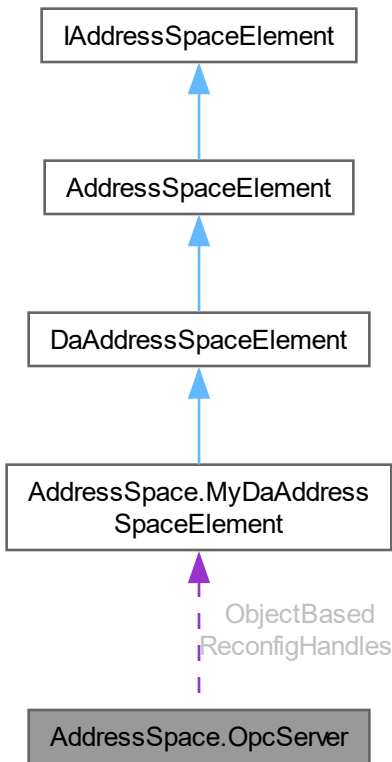 IAddressSpaceElement
AddressSpaceElement
DaAddressSpaceElement
AddressSpace.MyDaAddress
SpaceElement
ObjectBased
ReconfigHandles
AddressSpace.OpcServer